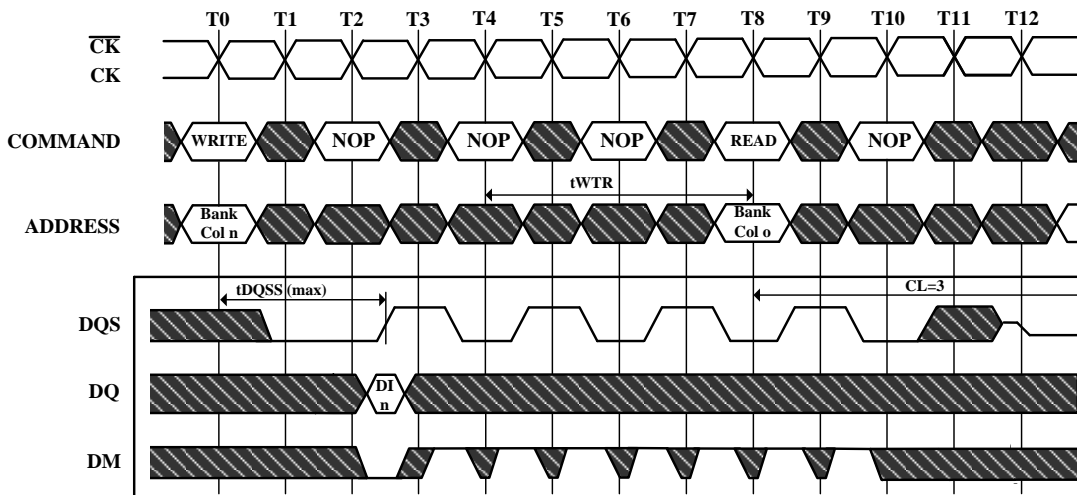 T0 T1 T2 T3 T4 T5 T6 T7 T8 T9 T10 T11 T12
CK
CK
COMMAND WRITE NOP NOP NOP READ NOP
tWTR
ADDRESS Bank Col n Bank Col o
tDQSS (max) CL=3
DQS
DQ DI n
DM